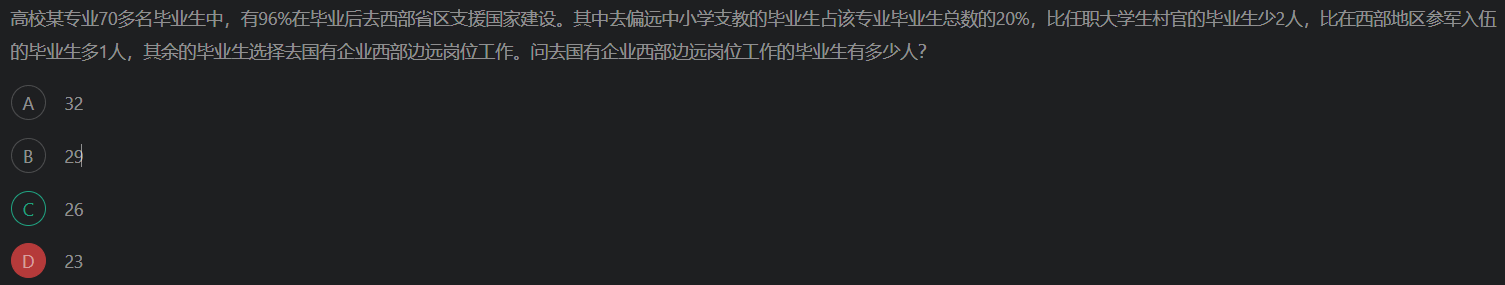 高校某专业70多名毕业生中，有96%在毕业后去西部省区支援国家建设。其中去偏远中小学支教的毕业生占该专业毕业生总数的20%，比任职大学生村官的毕业生少2人，比在西部地区参军入伍
的毕业生多1人，其余的毕业生选择去国有企业西部边远岗位工作。问去国有企业西部边远岗位工作的毕业生有多少人？
A 32
B 29
C 26
D 23